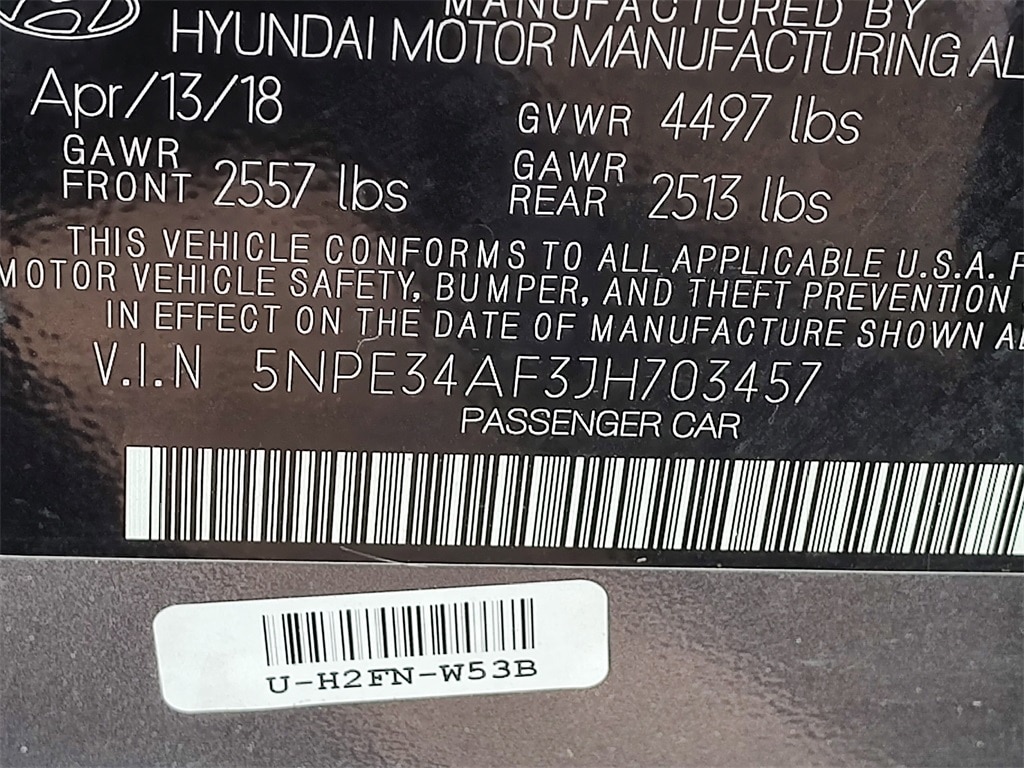 MANUFACTURED BY
HYUNDAI MOTOR MANUFACTURING AL
Apr/13/18 GVWR 4497 lbs
GAWR FRONT 2557 lbs GAWR REAR 2513 lbs
THIS VEHICLE CONFORMS TO ALL APPLICABLE U.S.A. F
MOTOR VEHICLE SAFETY, BUMPER, AND THEFT PREVENTION
IN EFFECT ON THE DATE OF MANUFACTURE SHOWN A
V.I.N 5NPE34AF3JH703457
PASSENGER CAR
U-H2FN-W53B